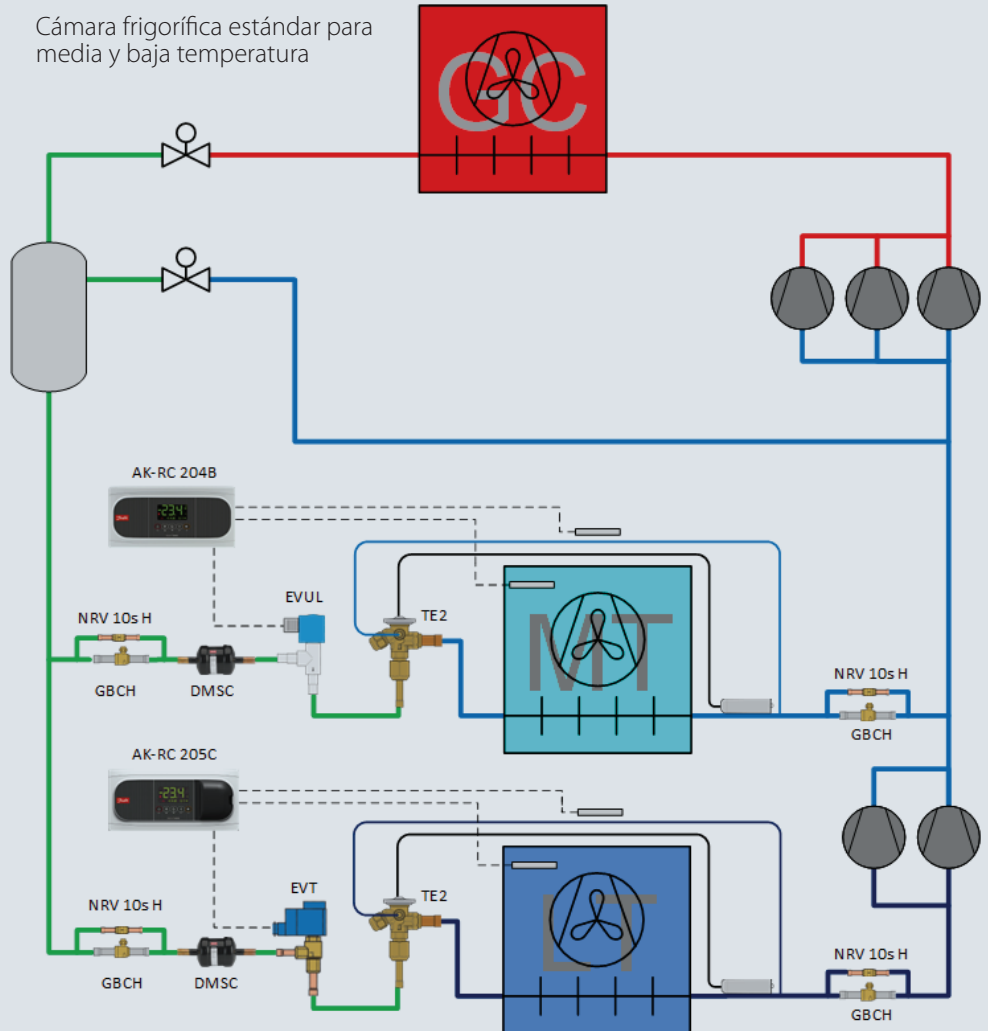 Cámara frigorífica estándar para
media y baja temperatura
GC
AK-RC 204B
-23.4
EVUL
TE2
MT
NRV 10s H
GBCH
DMSC
NRV 10s H
GBCH
AK-RC 205C
-23.4
EVT
TE2
LT
NRV 10s H
GBCH
DMSC
NRV 10s H
GBCH